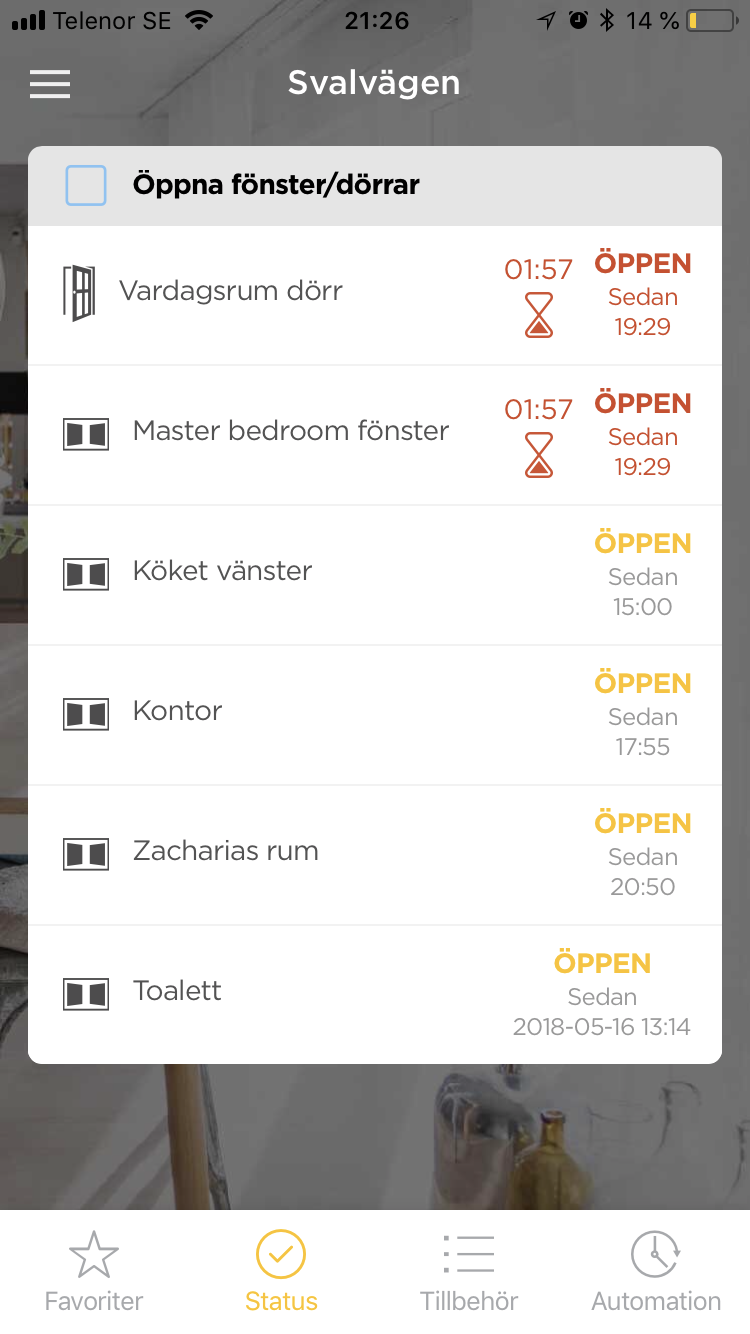 Telenor SE 21:26 14 %
Svalvägen
Öppna fönster/dörrar
Vardagsrum dörr
01:57
ÖPPEN
Sedan
19:29
Master bedroom fönster
01:57
ÖPPEN
Sedan
19:29
Köket vänster
ÖPPEN
Sedan
15:00
Kontor
ÖPPEN
Sedan
17:55
Zacharias rum
ÖPPEN
Sedan
20:50
Toalett
ÖPPEN
Sedan
2018-05-16 13:14
Favoriter Status Tillbehör Automation